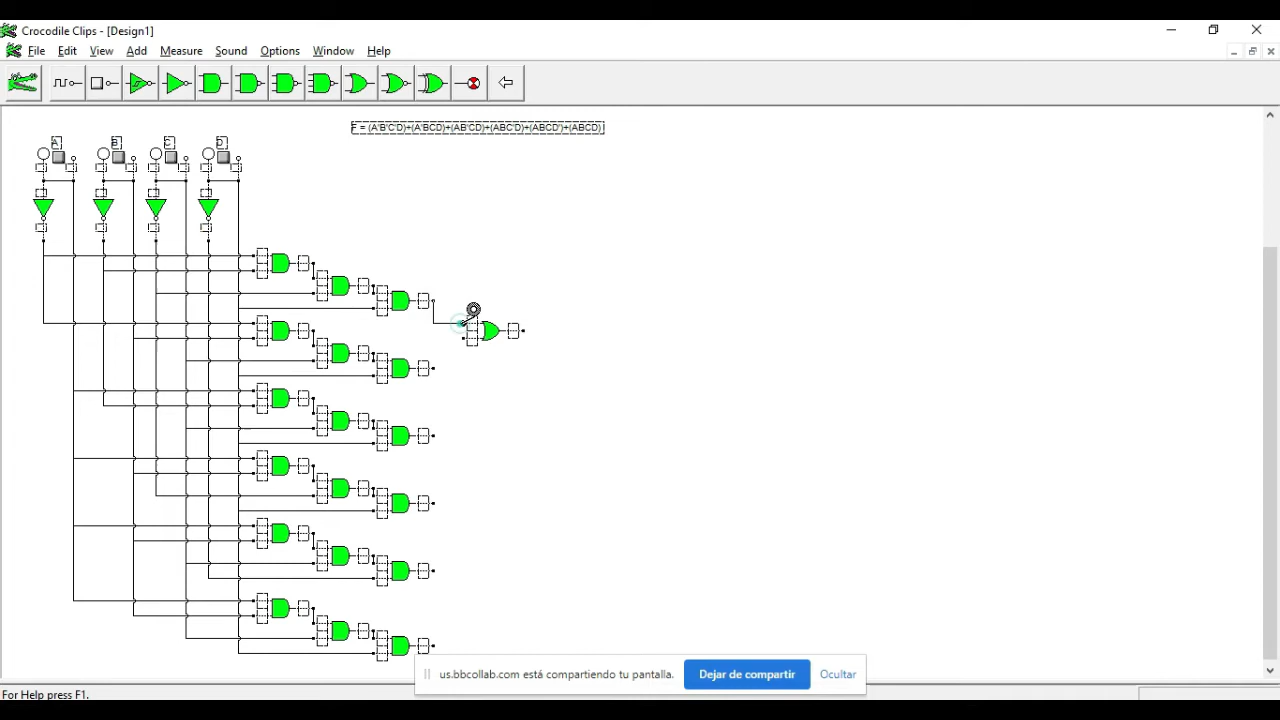 Crocodile Clips - [Design1]
File Edit View Add Measure Sound Options Window Help
F = (A'B'C'D)+(A'BCD)+(AB'CD)+(ABC'D)+(ABCD')+(ABCD)
A B C D
us.bbcollab.com está compartiendo tu pantalla. Dejar de compartir Ocultar
For Help press F1.